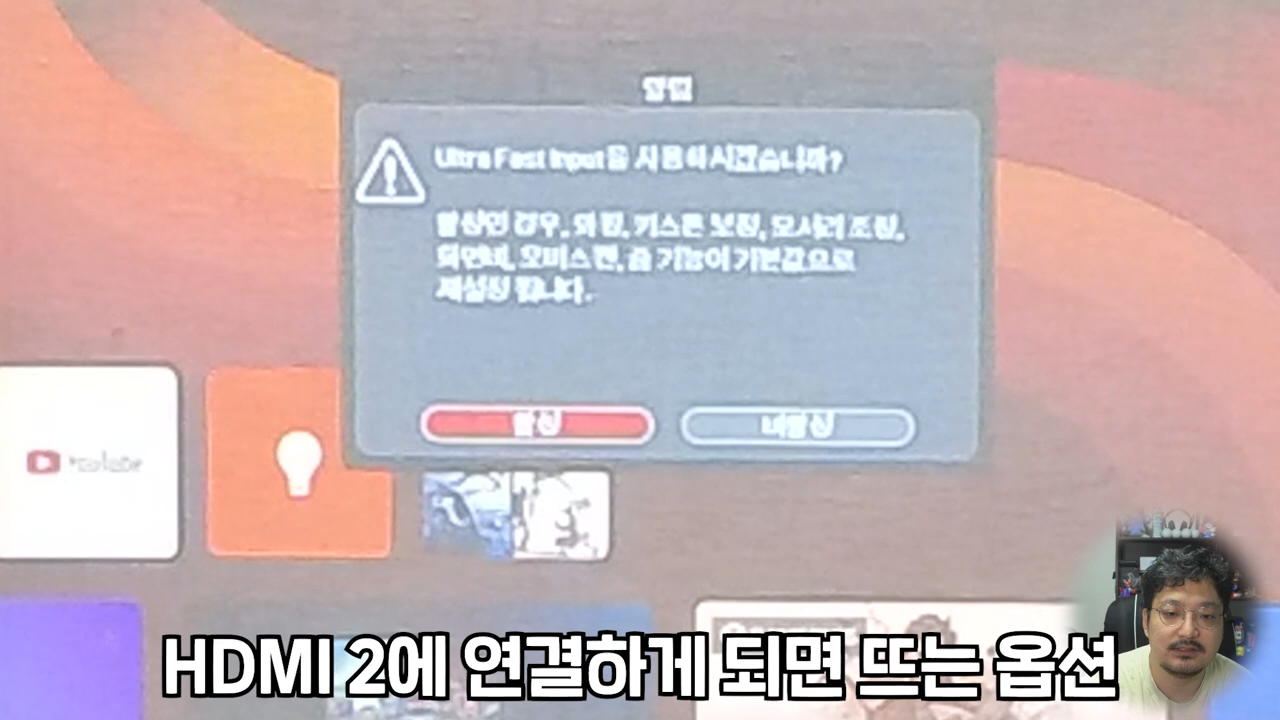 알림
Ultra Fast Input을 사용하시겠습니까?
활성인 경우, 와핑, 키스톤 보정, 모서리 조정,
화면비, 오버스캔, 줌 기능이 기본값으로
재설정 됩니다.
활성
비활성
YouTube
HDMI 2에 연결하게 되면 뜨는 옵션